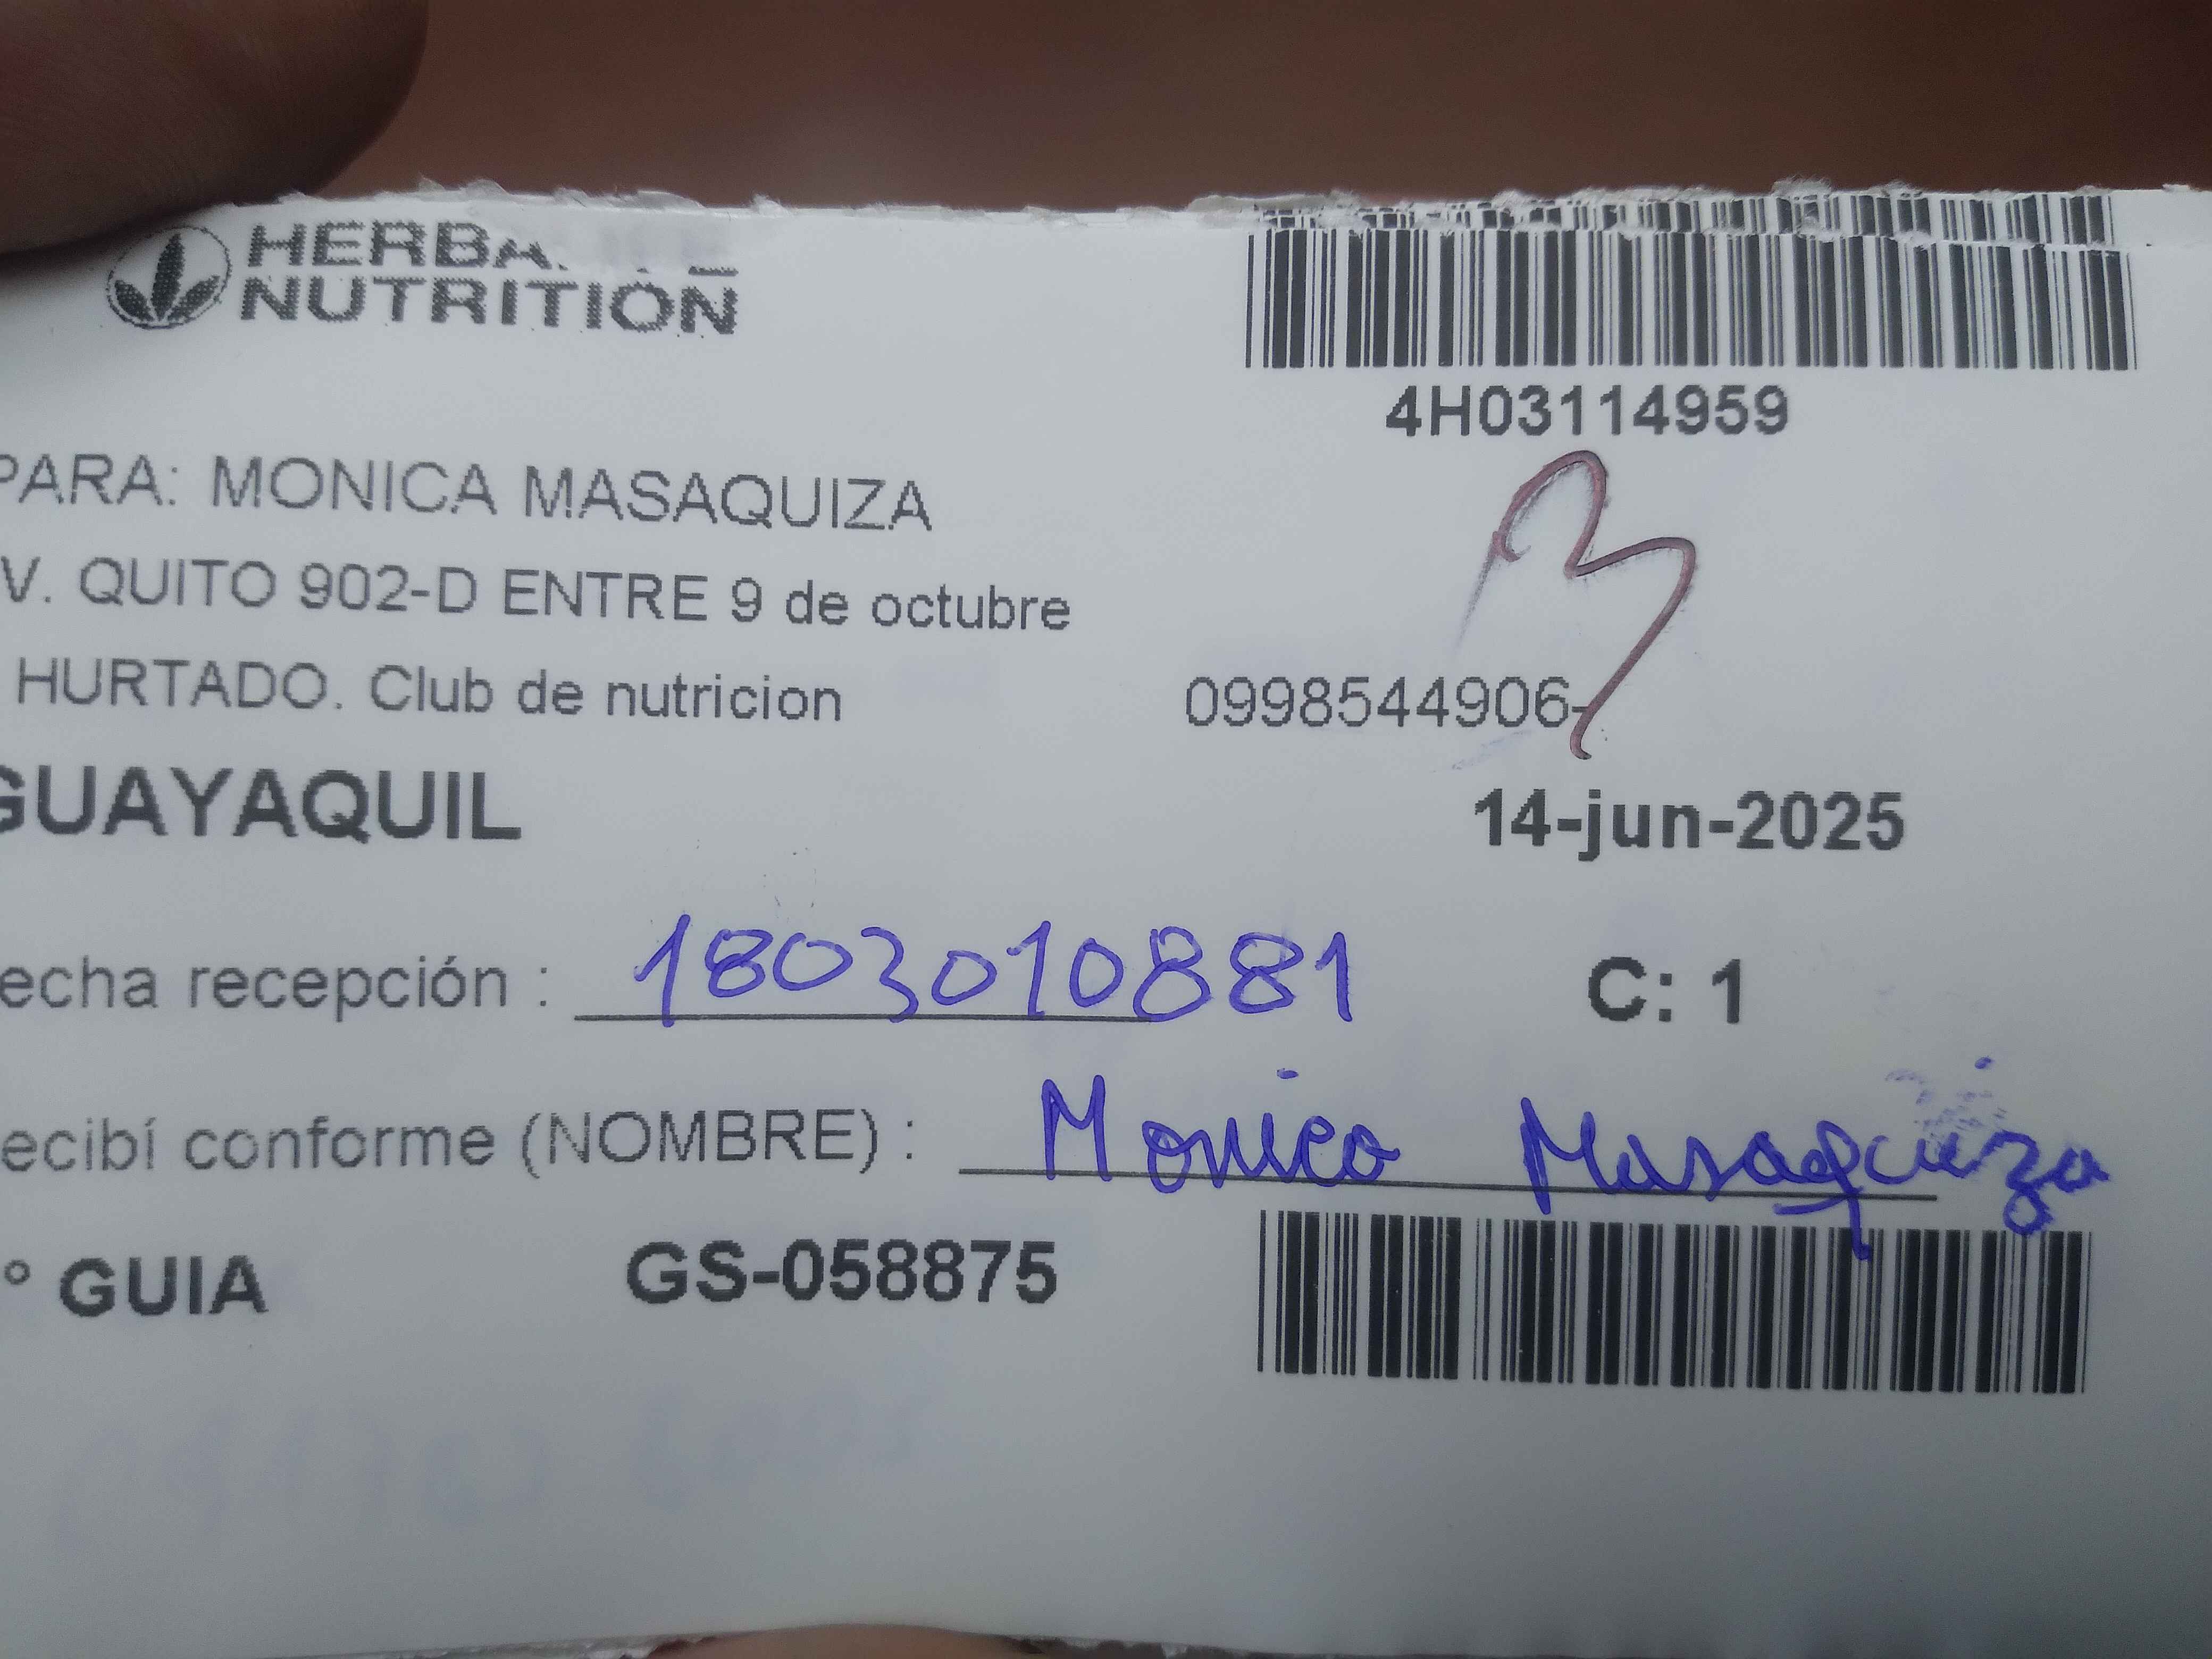 NUTRITION
4H03114959
PARA: MONICA MASAQUIZA
V. QUITO 902-D ENTRE 9 de octubre
HURTADO. Club de nutricion 0998544906-
GUAYAQUIL
14-jun-2025
echa recepción : 1803010881 C: 1
ecibí conforme (NOMBRE) : Monica Masaquiza
° GUIA GS-058875